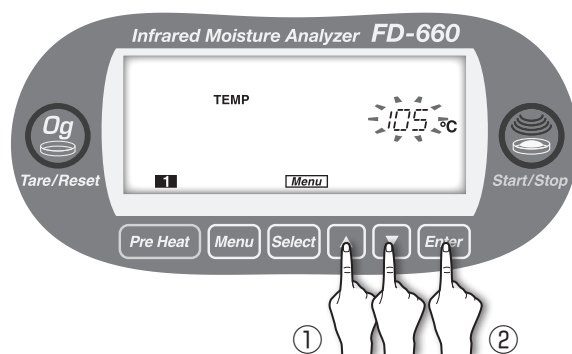 Infrared Moisture Analyzer FD-660
TEMP
105 °C
0g
Tare/Reset
Start/Stop
1
Menu
Pre Heat Menu Select ▲ ▼ Enter
① ②